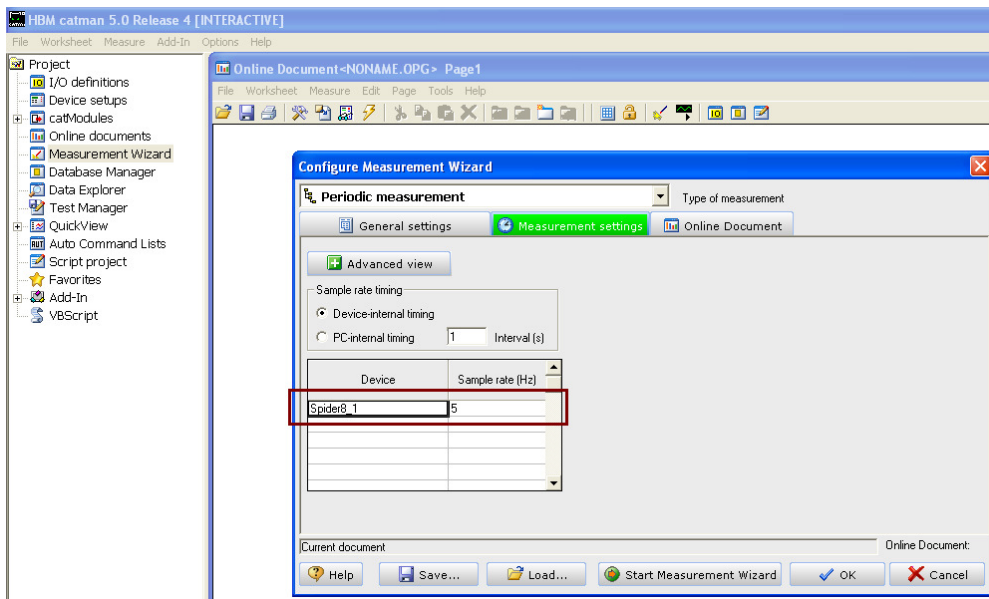 HBM catman 5.0 Release 4 [INTERACTIVE]
File Worksheet Measure Add-In Options Help
Project
I/O definitions
Device setups
catModules
Online documents
Measurement Wizard
Database Manager
Data Explorer
Test Manager
QuickView
Auto Command Lists
Script project
Favorites
Add-In
VBScript
Online Document<NONAME.OPG> Page1
File Worksheet Measure Edit Page Tools Help
Configure Measurement Wizard
Periodic measurement Type of measurement
General settings Measurement settings Online Document
Advanced view
Sample rate timing
Device-internal timing
PC-internal timing 1 Interval (s)
Device Sample rate (Hz)
Spider8_1 5
Current document Online Document:
Help Save... Load... Start Measurement Wizard OK Cancel